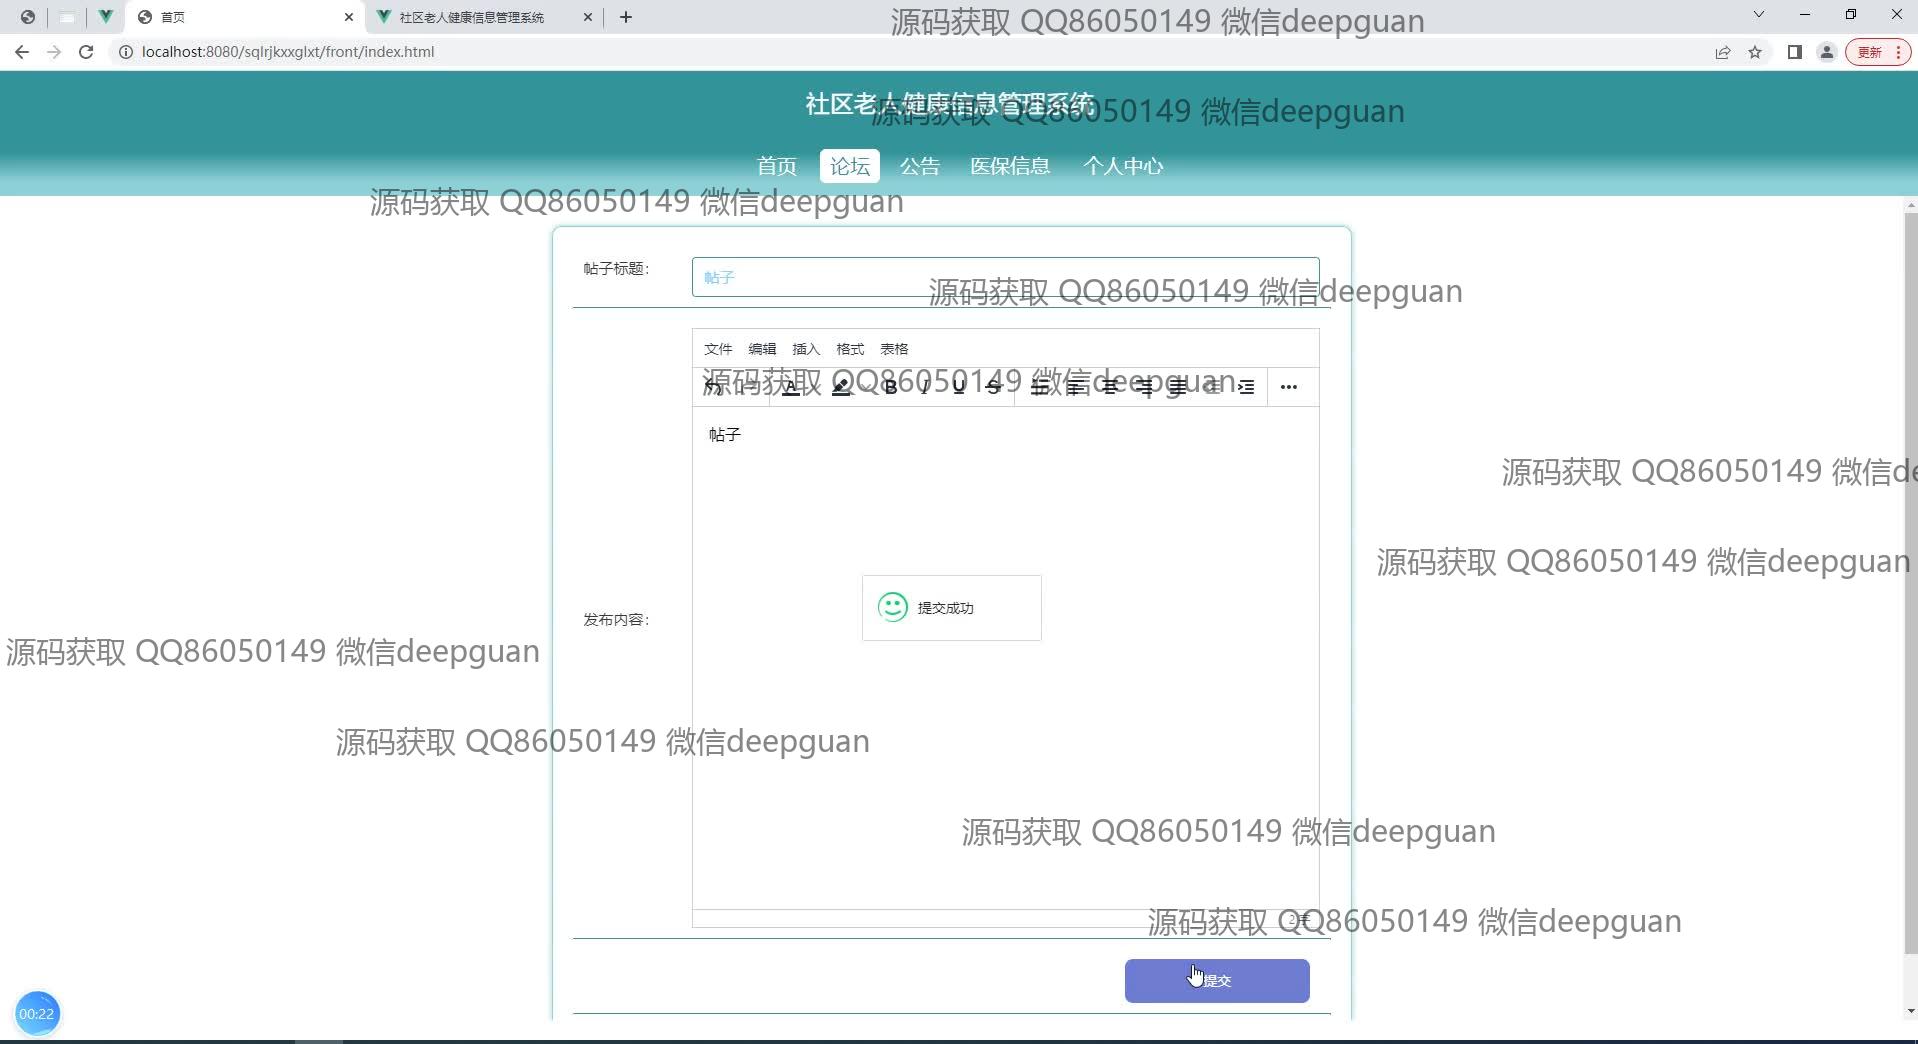 首页
社区老人健康信息管理系统
源码获取 QQ86050149 微信deepguan
localhost:8080/sqlrjkxxglxt/front/index.html
更新
社区老人健康信息管理系统
源码获取 QQ86050149 微信deepguan
首页 论坛 公告 医保信息 个人中心
源码获取 QQ86050149 微信deepguan
帖子标题：
帖子
源码获取 QQ86050149 微信deepguan
文件 编辑 插入 格式 表格
源码获取 QQ86050149 微信deepguan
帖子
源码获取 QQ86050149 微信de
源码获取 QQ86050149 微信deepguan
提交成功
发布内容：
源码获取 QQ86050149 微信deepguan
源码获取 QQ86050149 微信deepguan
源码获取 QQ86050149 微信deepguan
2字
源码获取 QQ86050149 微信deepguan
提交
00:22